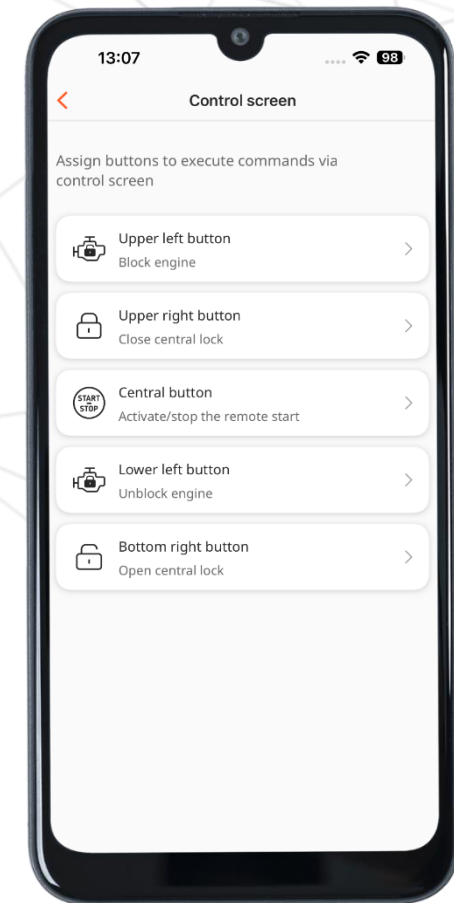 13:07
98
Control screen
Assign buttons to execute commands via
control screen
Upper left button
Block engine
Upper right button
Close central lock
START
STOP
Central button
Activate/stop the remote start
Lower left button
Unblock engine
Bottom right button
Open central lock